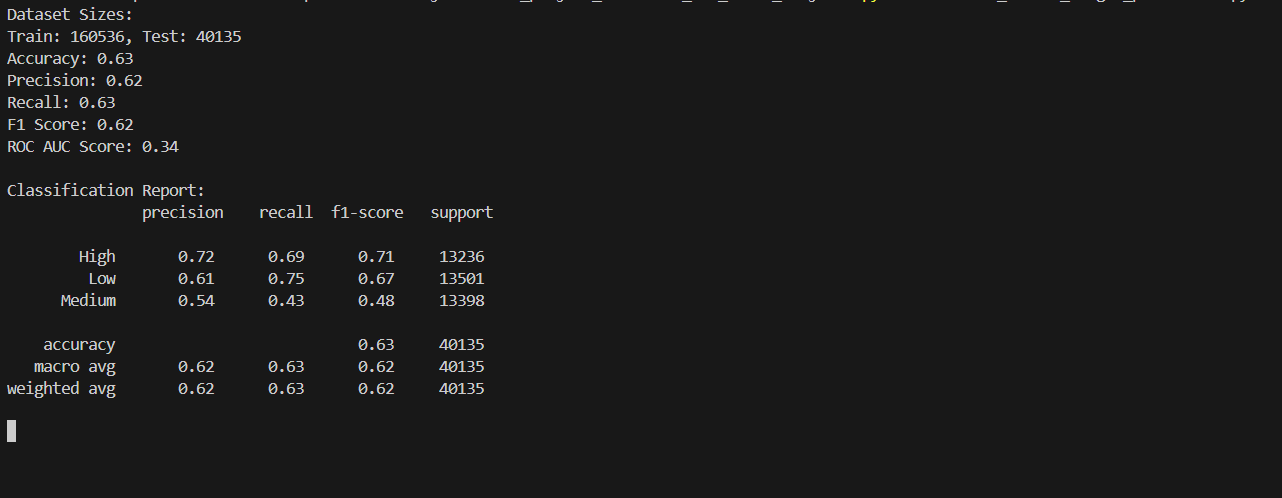 Dataset Sizes:
Train: 160536, Test: 40135
Accuracy: 0.63
Precision: 0.62
Recall: 0.63
F1 Score: 0.62
ROC AUC Score: 0.34
Classification Report:
precision recall f1-score support
High 0.72 0.69 0.71 13236
Low 0.61 0.75 0.67 13501
Medium 0.54 0.43 0.48 13398
accuracy 0.63 40135
macro avg 0.62 0.63 0.62 40135
weighted avg 0.62 0.63 0.62 40135